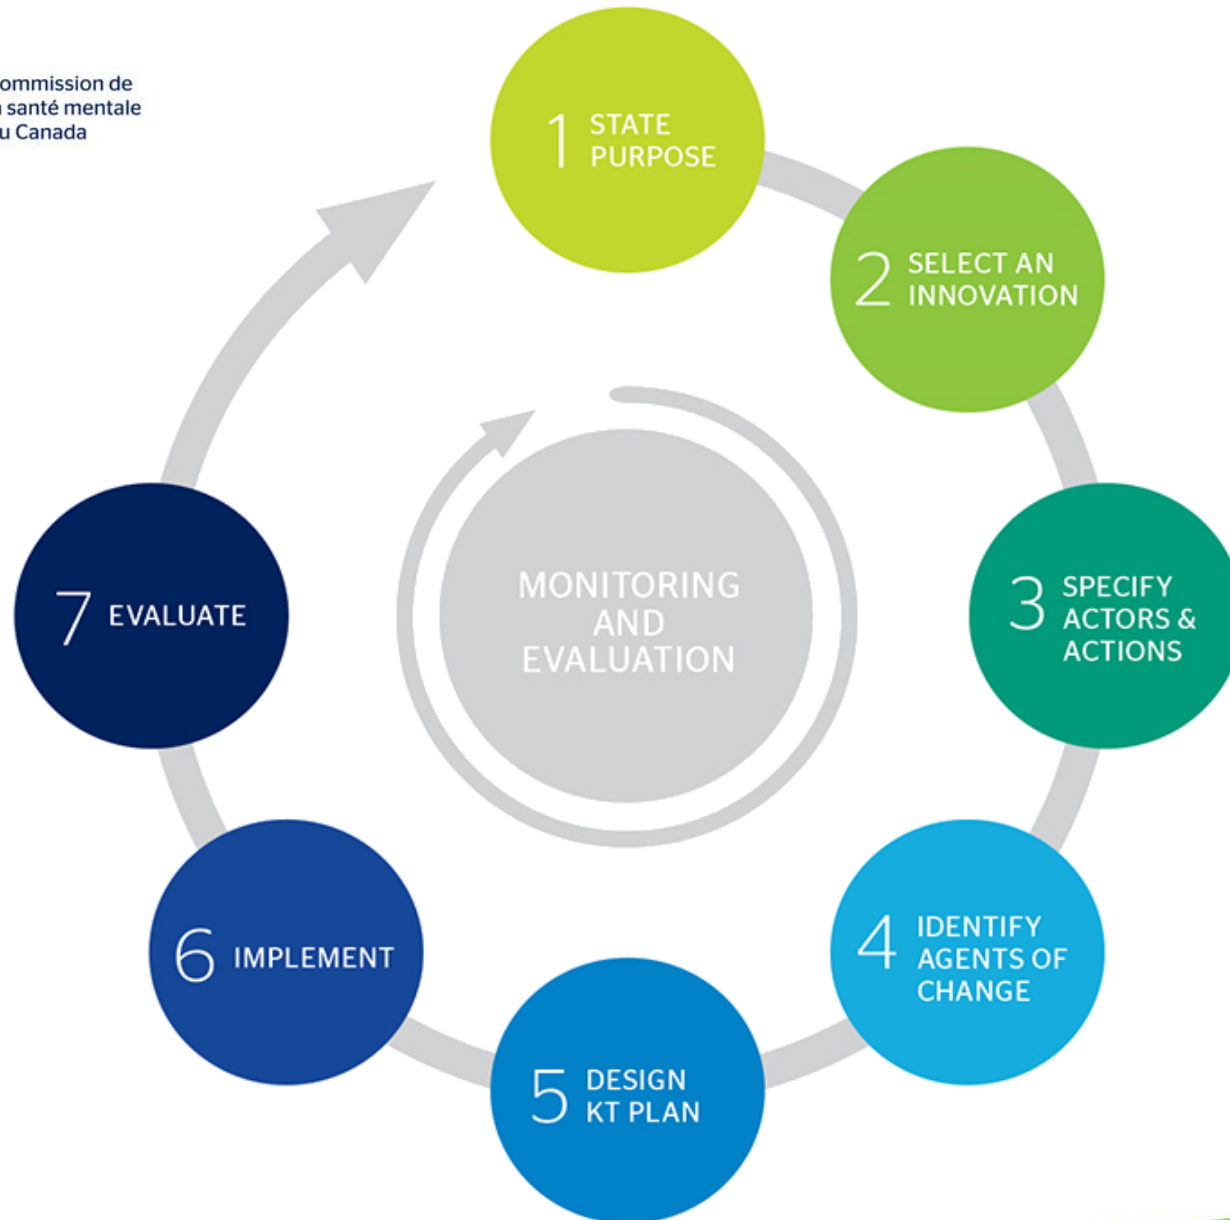 de
santé mentale
Canada
1 STATE
PURPOSE
2 SELECT AN
INNOVATION
3 SPECIFY
ACTORS &
ACTIONS
4 IDENTIFY
AGENTS OF
CHANGE
5 DESIGN
KT PLAN
6 IMPLEMENT
7 EVALUATE
MONITORING
AND
EVALUATION